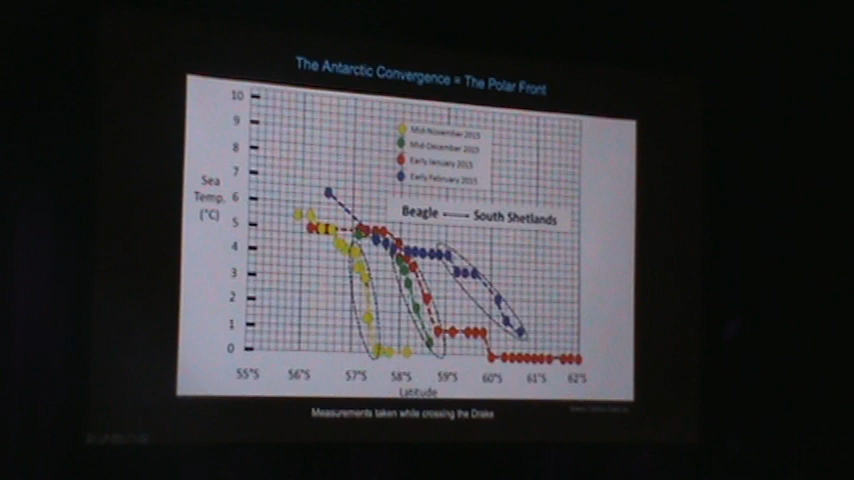 The Antarctic Convergence = The Polar Front
10
9
8
7
6
5
4
3
2
1
0
Sea
Temp.
(°C)
Mid-November 2015
Mid-December 2015
Early January 2015
Early February 2015
Beagle South Shetlands
55°S 56°S 57°S 58°S 59°S 60°S 61°S 62°S
Latitude
Measurements taken while crossing the Drake